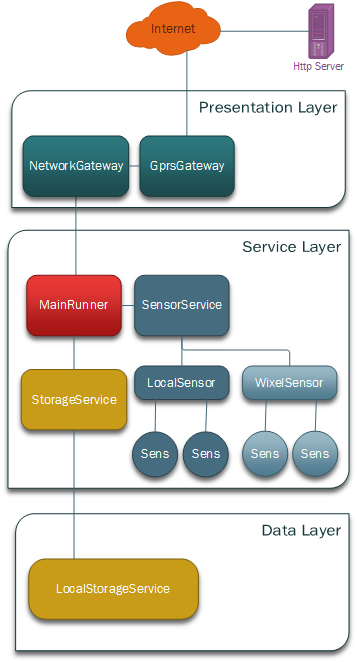 Internet
Http Server
Presentation Layer
NetworkGateway
GprsGateway
Service Layer
MainRunner
SensorService
StorageService
LocalSensor
WixelSensor
Sens
Sens
Sens
Sens
Data Layer
LocalStorageService